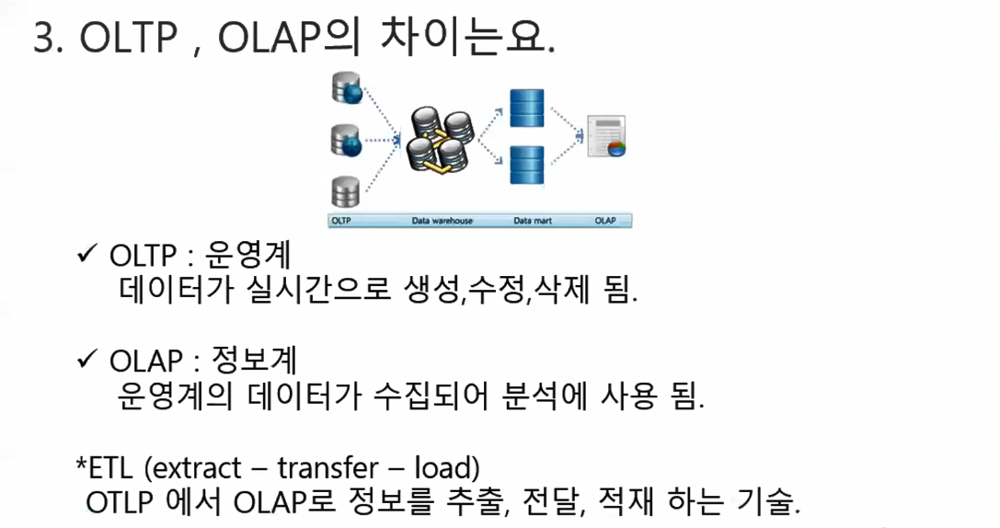 3. OLTP , OLAP의 차이는요.
OLTP Data warehouse Data mart OLAP
✓ OLTP : 운영계
데이터가 실시간으로 생성,수정,삭제 됨.
✓ OLAP : 정보계
운영계의 데이터가 수집되어 분석에 사용 됨.
*ETL (extract – transfer – load)
OTLP 에서 OLAP로 정보를 추출, 전달, 적재 하는 기술.